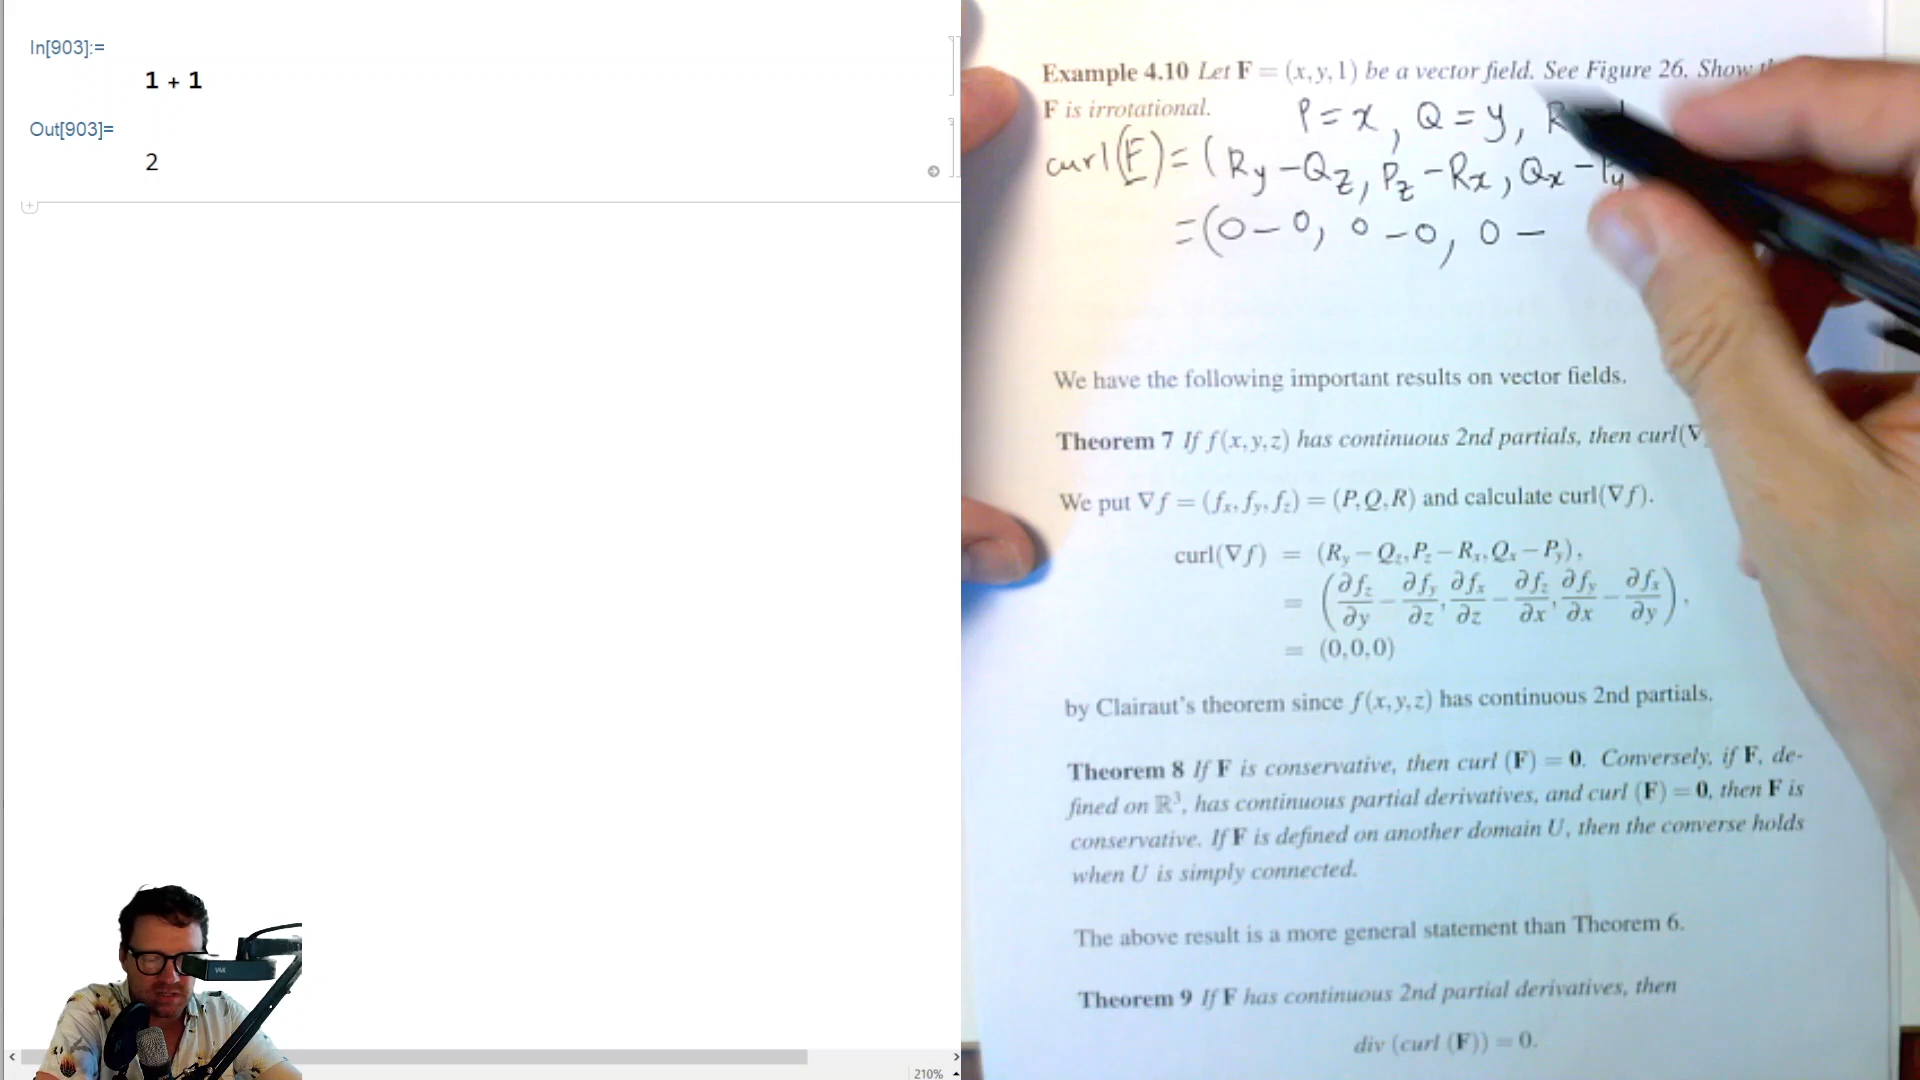 In[903]:=
1 + 1
Out[903]=
2
210%
Example 4.10 Let F = (x,y,1) be a vector field. See Figure 26. Show
F is irrotational.
P = x, Q = y, R
curl(F) = (Ry - Qz, Pz - Rx, Qx - Py
= (0 - 0, 0 - 0, 0 -
We have the following important results on vector fields.
Theorem 7 If f(x,y,z) has continuous 2nd partials, then curl(∇
We put ∇f = (fx, fy, fz) = (P,Q,R) and calculate curl(∇f).
curl(∇f) = (Ry − Qz, Pz − Rx, Qx − Py),
= (∂fz/∂y − ∂fy/∂z, ∂fx/∂z − ∂fz/∂x, ∂fy/∂x − ∂fx/∂y),
= (0,0,0)
by Clairaut's theorem since f(x,y,z) has continuous 2nd partials.
Theorem 8 If F is conservative, then curl (F) = 0. Conversely, if F, de-
fined on ℝ³, has continuous partial derivatives, and curl (F) = 0, then F is
conservative. If F is defined on another domain U, then the converse holds
when U is simply connected.
The above result is a more general statement than Theorem 6.
Theorem 9 If F has continuous 2nd partial derivatives, then
div (curl (F)) = 0.